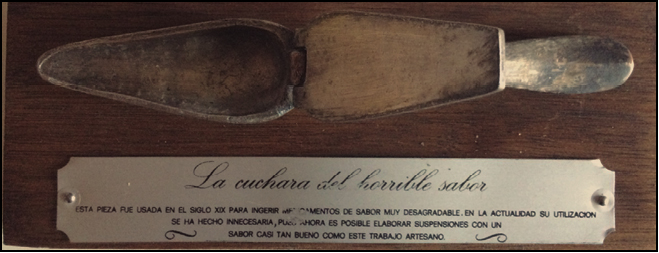 La cuchara del horrible sabor
ESTA PIEZA FUE USADA EN EL SIGLO XIX PARA INGERIR MEDICAMENTOS DE SABOR MUY DESAGRADABLE. EN LA ACTUALIDAD SU UTILIZACION
SE HA HECHO INNECESARIA, PUES AHORA ES POSIBLE ELABORAR SUSPENSIONES CON UN
SABOR CASI TAN BUENO COMO ESTE TRABAJO ARTESANO.